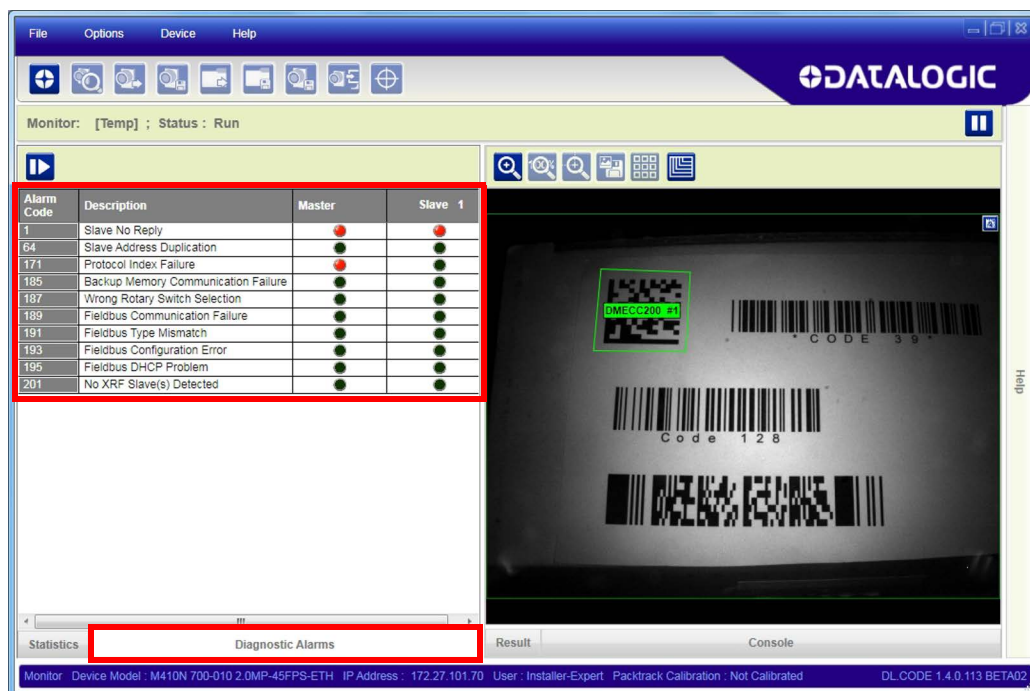 File Options Device Help
DATALOGIC
Monitor: [Temp] ; Status : Run
Alarm Code Description Master Slave 1
1 Slave No Reply
64 Slave Address Duplication
171 Protocol Index Failure
185 Backup Memory Communication Failure
187 Wrong Rotary Switch Selection
189 Fieldbus Communication Failure
191 Fieldbus Type Mismatch
193 Fieldbus Configuration Error
195 Fieldbus DHCP Problem
201 No XRF Slave(s) Detected
DMECC200 #1
* CODE 39*
Code 128
Help
Statistics Diagnostic Alarms Result Console
Monitor Device Model : M410N 700-010 2.0MP-45FPS-ETH IP Address : 172.27.101.70 User : Installer-Expert Packtrack Calibration : Not Calibrated DL.CODE 1.4.0.113 BETA02